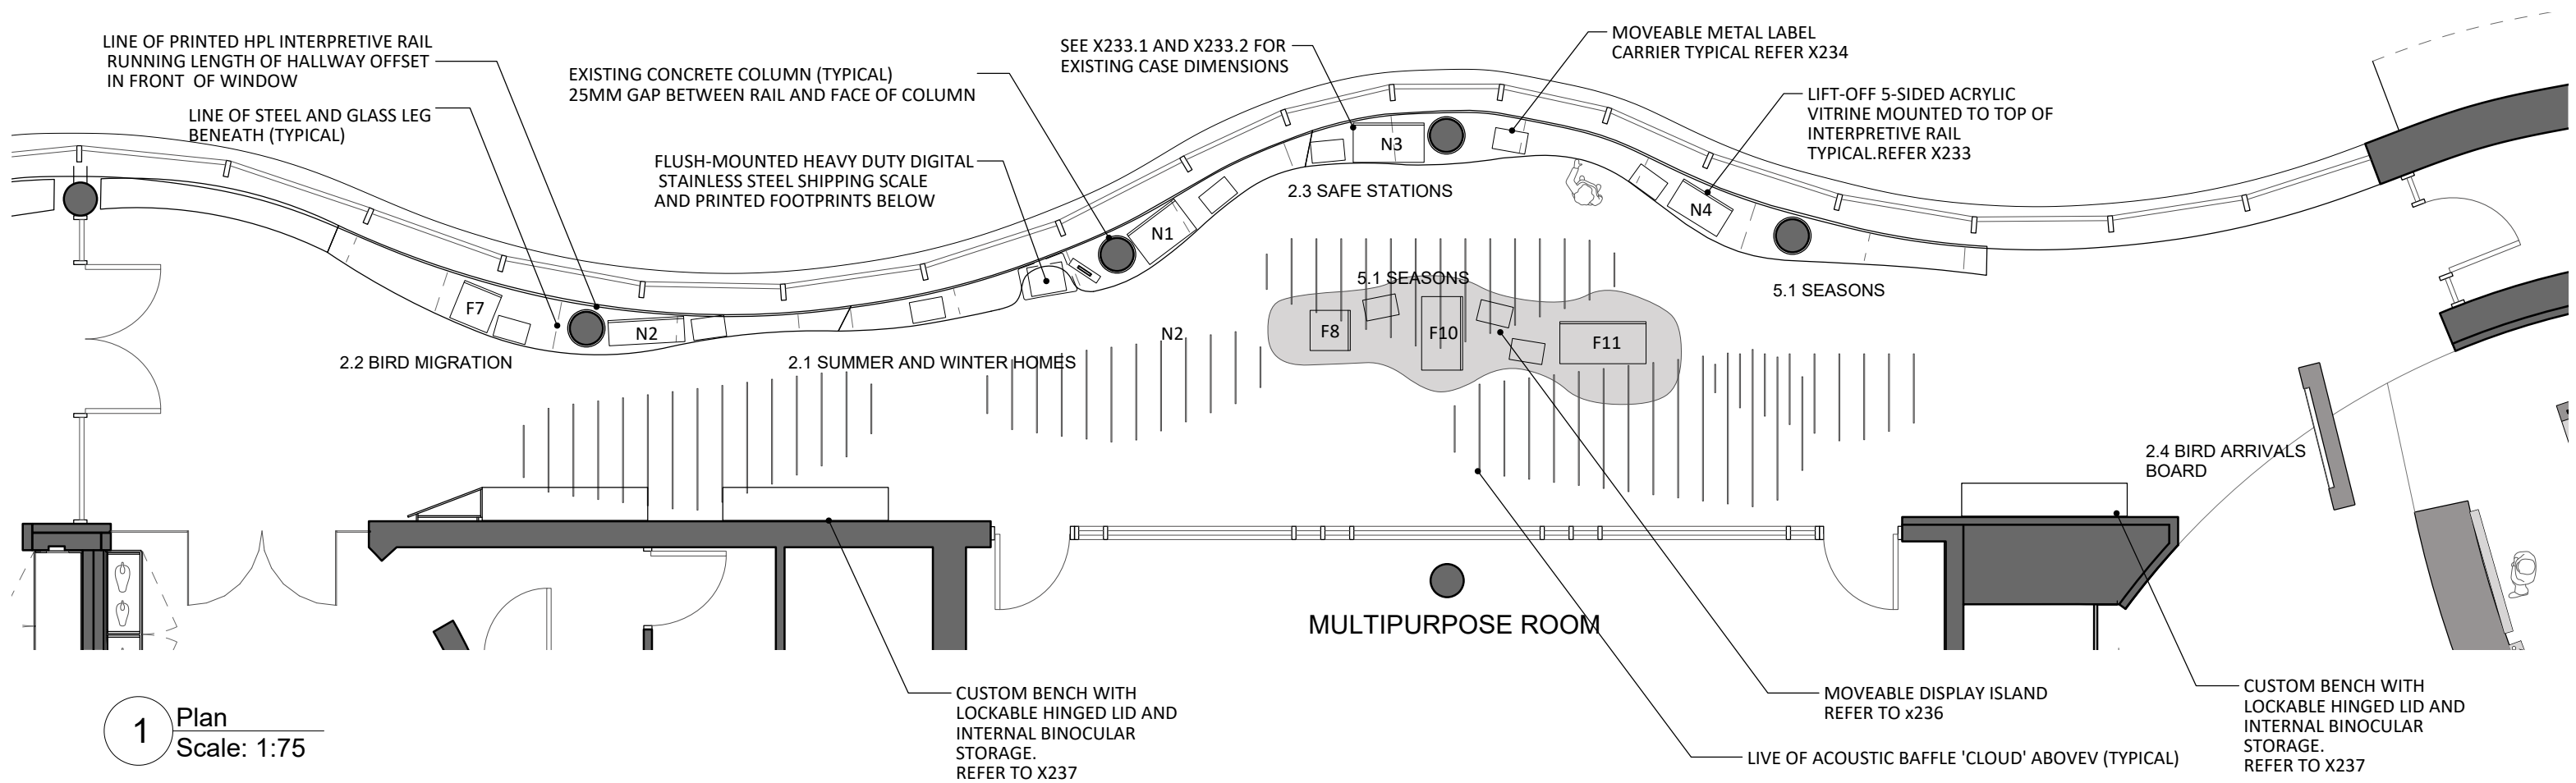 LINE OF PRINTED HPL INTERPRETIVE RAIL
RUNNING LENGTH OF HALLWAY OFFSET
IN FRONT OF WINDOW
LINE OF STEEL AND GLASS LEG
BENEATH (TYPICAL)
EXISTING CONCRETE COLUMN (TYPICAL)
25MM GAP BETWEEN RAIL AND FACE OF COLUMN
FLUSH-MOUNTED HEAVY DUTY DIGITAL
STAINLESS STEEL SHIPPING SCALE
AND PRINTED FOOTPRINTS BELOW
SEE X233.1 AND X233.2 FOR
EXISTING CASE DIMENSIONS
MOVEABLE METAL LABEL
CARRIER TYPICAL REFER X234
LIFT-OFF 5-SIDED ACRYLIC
VITRINE MOUNTED TO TOP OF
INTERPRETIVE RAIL
TYPICAL.REFER X233
N3
2.3 SAFE STATIONS
N4
N1
5.1 SEASONS
5.1 SEASONS
F7
N2
N2
F8
F10
F11
2.2 BIRD MIGRATION
2.1 SUMMER AND WINTER HOMES
2.4 BIRD ARRIVALS
BOARD
MULTIPURPOSE ROOM
1
Plan
Scale: 1:75
CUSTOM BENCH WITH
LOCKABLE HINGED LID AND
INTERNAL BINOCULAR
STORAGE.
REFER TO X237
MOVEABLE DISPLAY ISLAND
REFER TO x236
LIVE OF ACOUSTIC BAFFLE 'CLOUD' ABOVEV (TYPICAL)
CUSTOM BENCH WITH
LOCKABLE HINGED LID AND
INTERNAL BINOCULAR
STORAGE.
REFER TO X237